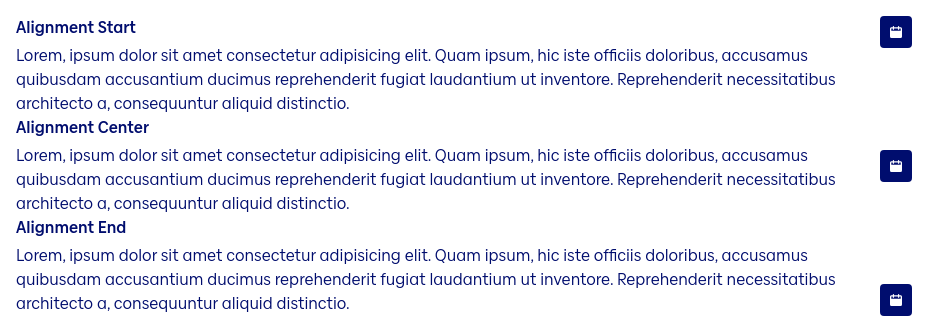 Alignment Start
Lorem, ipsum dolor sit amet consectetur adipisicing elit. Quam ipsum, hic iste officiis doloribus, accusamus
quibusdam accusantium ducimus reprehenderit fugiat laudantium ut inventore. Reprehenderit necessitatibus
architecto a, consequuntur aliquid distinctio.
Alignment Center
Lorem, ipsum dolor sit amet consectetur adipisicing elit. Quam ipsum, hic iste officiis doloribus, accusamus
quibusdam accusantium ducimus reprehenderit fugiat laudantium ut inventore. Reprehenderit necessitatibus
architecto a, consequuntur aliquid distinctio.
Alignment End
Lorem, ipsum dolor sit amet consectetur adipisicing elit. Quam ipsum, hic iste officiis doloribus, accusamus
quibusdam accusantium ducimus reprehenderit fugiat laudantium ut inventore. Reprehenderit necessitatibus
architecto a, consequuntur aliquid distinctio.